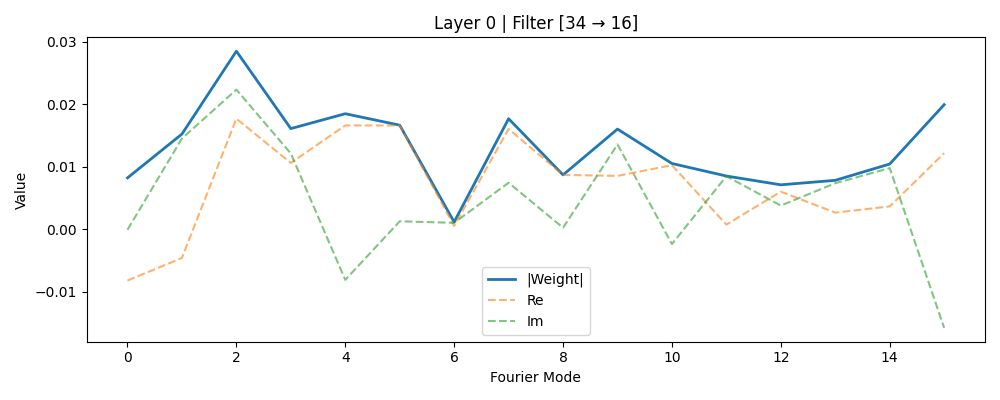 Layer 0 | Filter [34 → 16]
0.03
0.02
0.01
0.00
−0.01
Value
|Weight|
Re
Im
0 2 4 6 8 10 12 14
Fourier Mode